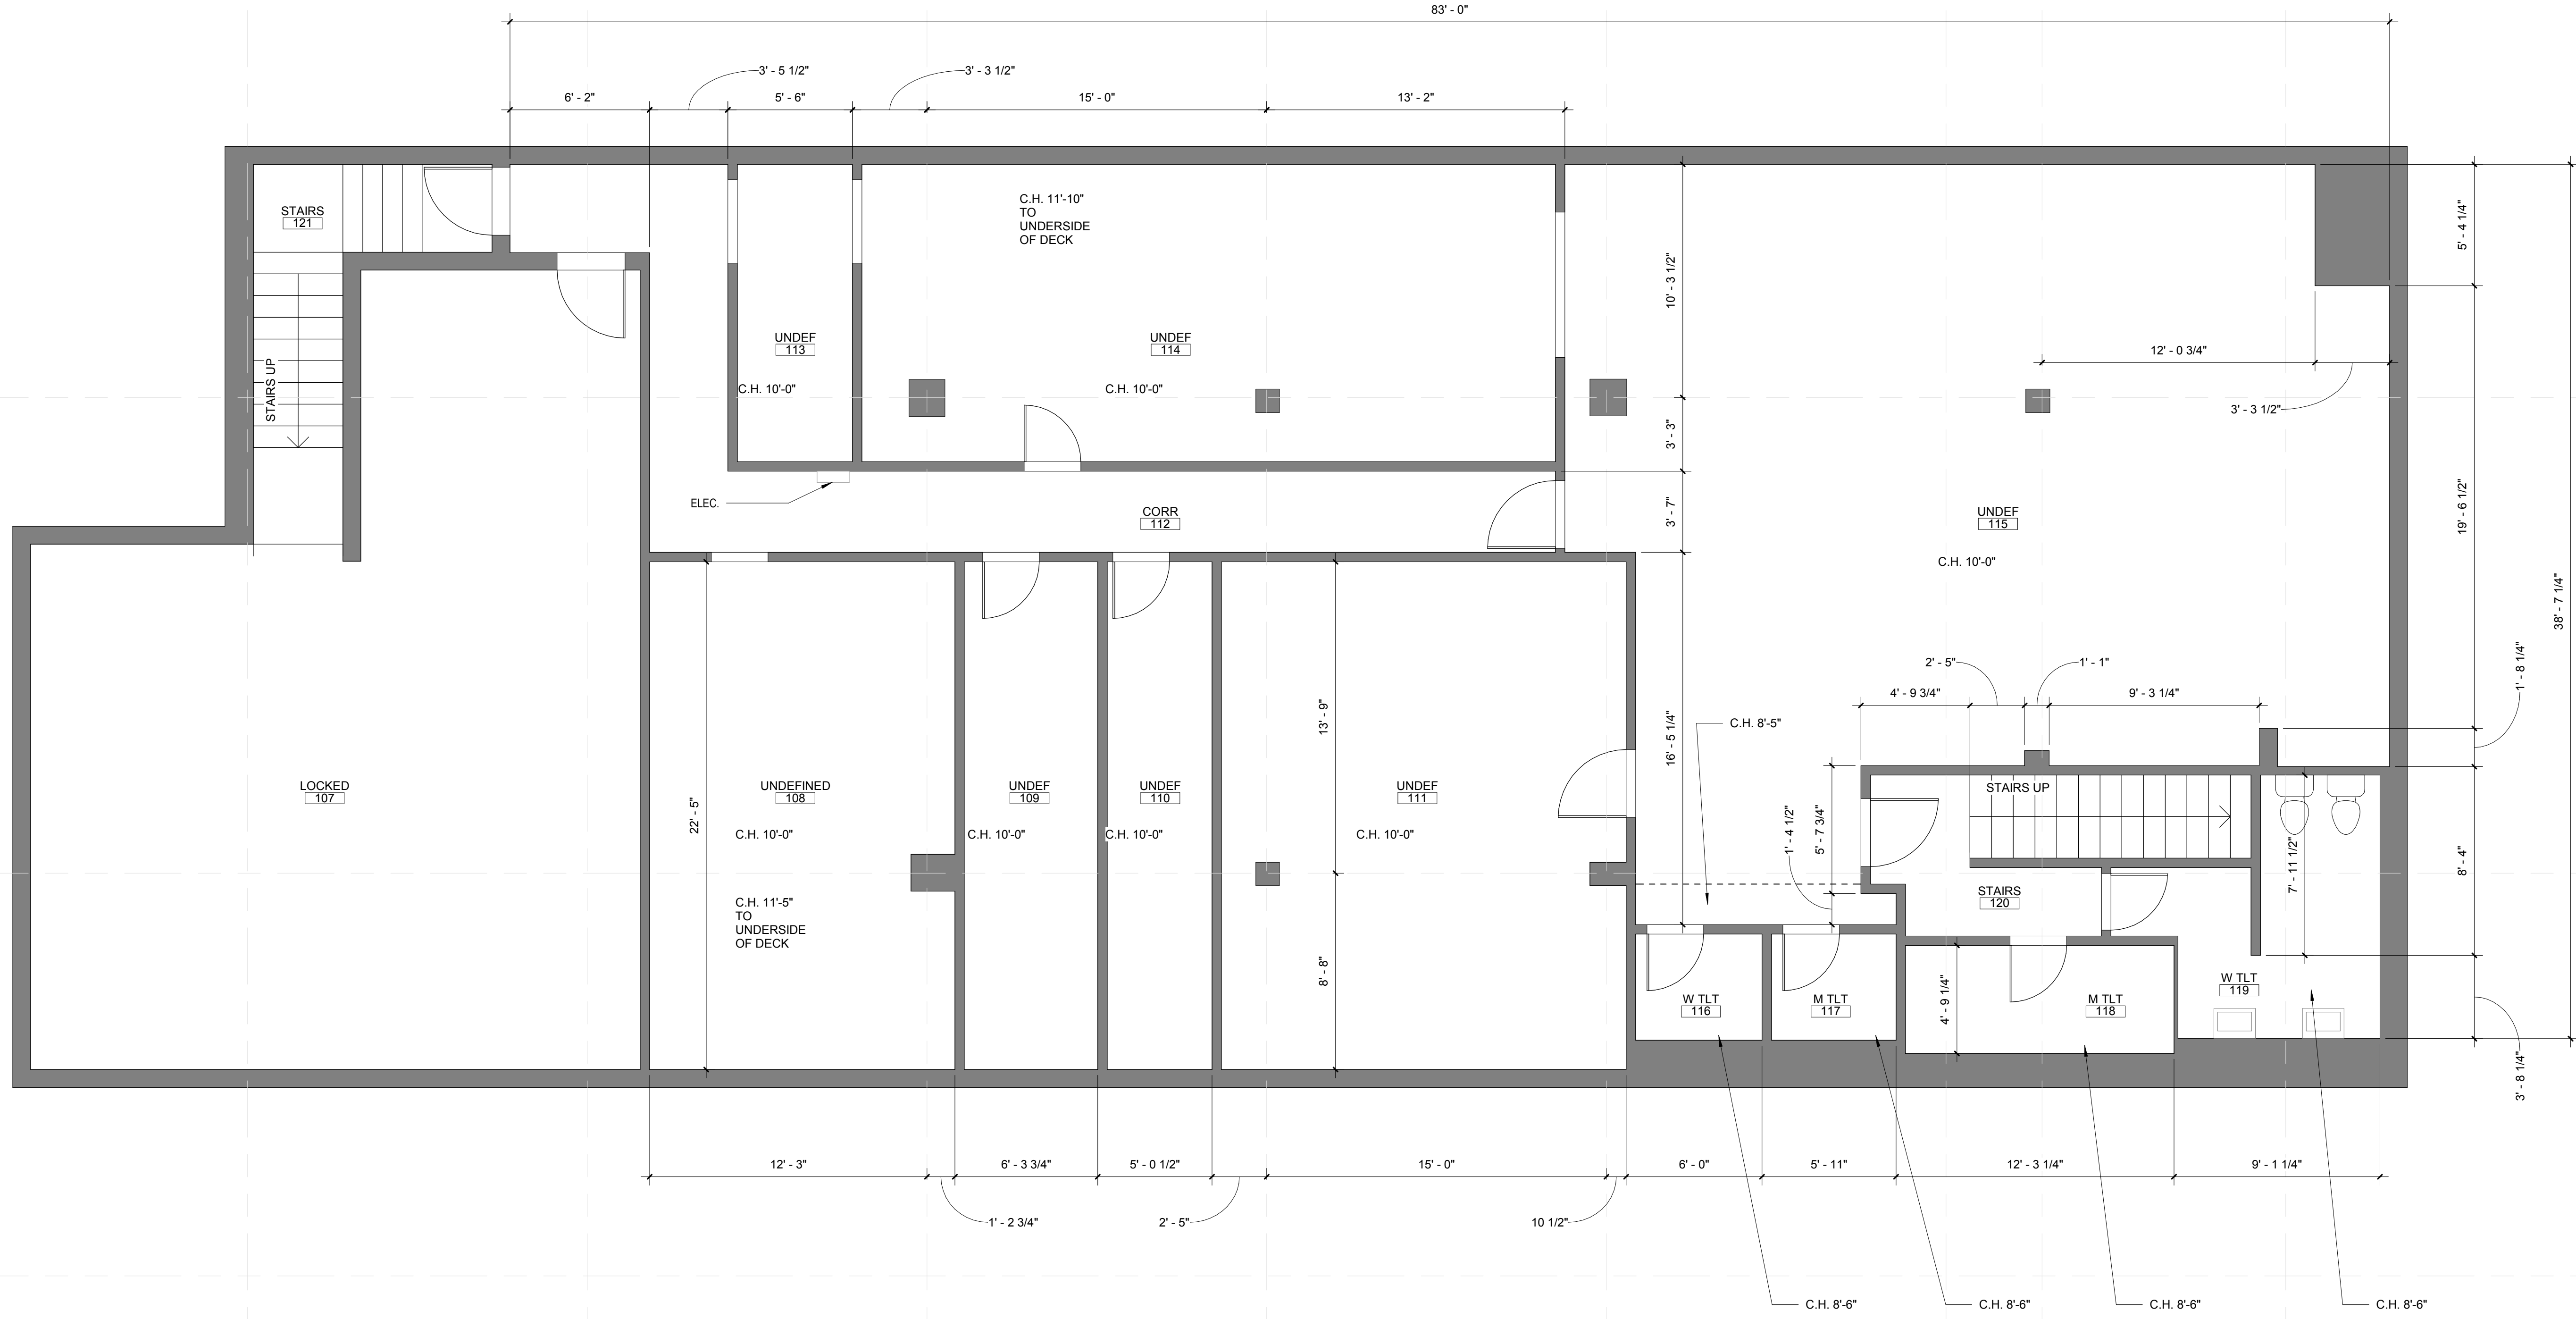 83' - 0"
3' - 5 1/2"
3' - 3 1/2"
6' - 2"
5' - 6"
15' - 0"
13' - 2"
STAIRS
121
C.H. 11'-10"
TO
UNDERSIDE
OF DECK
5' - 4 1/4"
10' - 3 1/2"
UNDEF
113
UNDEF
114
12' - 0 3/4"
STAIRS UP
C.H. 10'-0"
C.H. 10'-0"
3' - 3 1/2"
3' - 3"
ELEC.
CORR
112
3' - 7"
UNDEF
115
19' - 6 1/2"
C.H. 10'-0"
38' - 7 1/4"
2' - 5"
1' - 1"
1' - 8 1/4"
4' - 9 3/4"
9' - 3 1/4"
13' - 9"
C.H. 8'-5"
16' - 5 1/4"
LOCKED
107
UNDEFINED
108
UNDEF
109
UNDEF
110
UNDEF
111
STAIRS UP
22' - 5"
C.H. 10'-0"
C.H. 10'-0"
C.H. 10'-0"
C.H. 10'-0"
1' - 4 1/2"
5' - 7 3/4"
7' - 11 1/2"
8' - 4"
C.H. 11'-5"
TO
UNDERSIDE
OF DECK
STAIRS
120
8' - 8"
W TLT
116
M TLT
117
4' - 9 1/4"
M TLT
118
W TLT
119
3' - 8 1/4"
12' - 3"
6' - 3 3/4"
5' - 0 1/2"
15' - 0"
6' - 0"
5' - 11"
12' - 3 1/4"
9' - 1 1/4"
1' - 2 3/4"
2' - 5"
10 1/2"
C.H. 8'-6"
C.H. 8'-6"
C.H. 8'-6"
C.H. 8'-6"